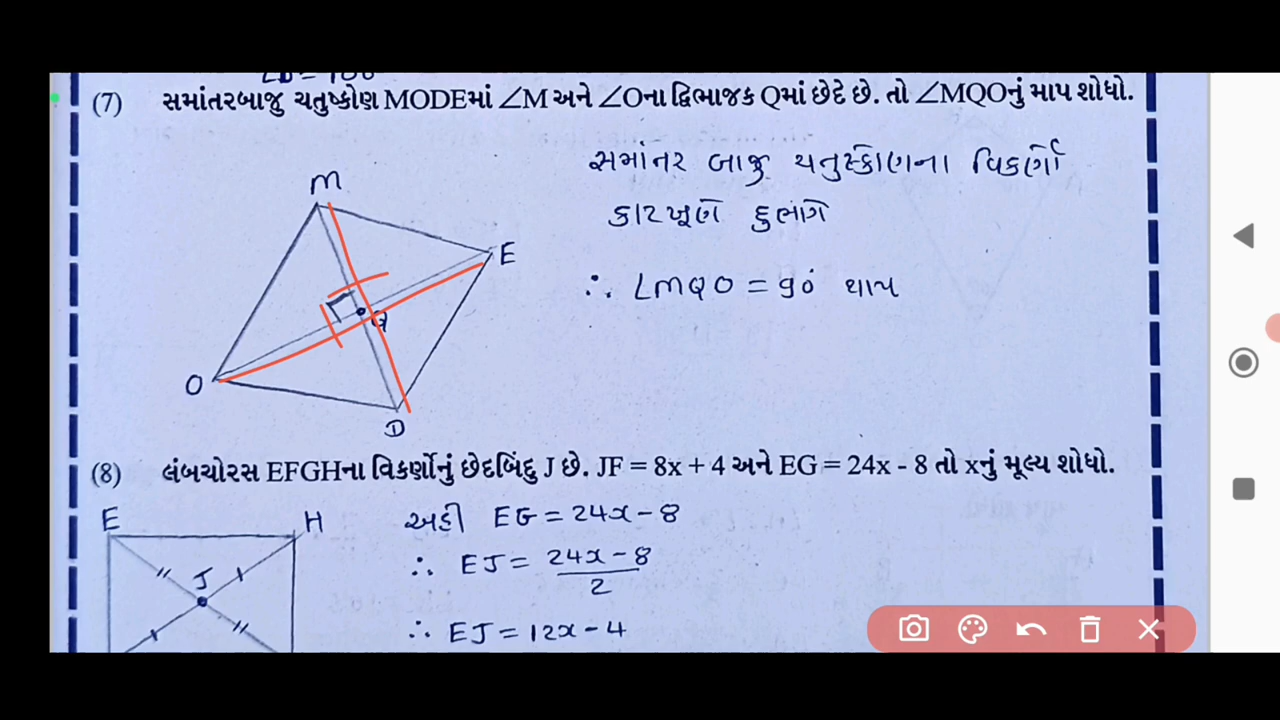 (7) સમાંતરબાજુ ચતુષ્કોણ MODEમાં ∠M અને ∠Oના દ્વિભાજક Qમાં છેદે છે. તો ∠MQOનું માપ શોધો.
સમાંતર બાજુ ચતુષ્કોણના વિકર્ણો
કાટખૂણે દુભાગે
∴ ∠MQO = 90° થાય
M
E
Q
O
D
(8) લંબચોરસ EFGHના વિકર્ણોનું છેદબિંદુ J છે. JF = 8x + 4 અને EG = 24x - 8 તો xનું મૂલ્ય શોધો.
E H
J
અહી EG = 24x - 8
∴ EJ = 24x - 8
2
∴ EJ = 12x - 4